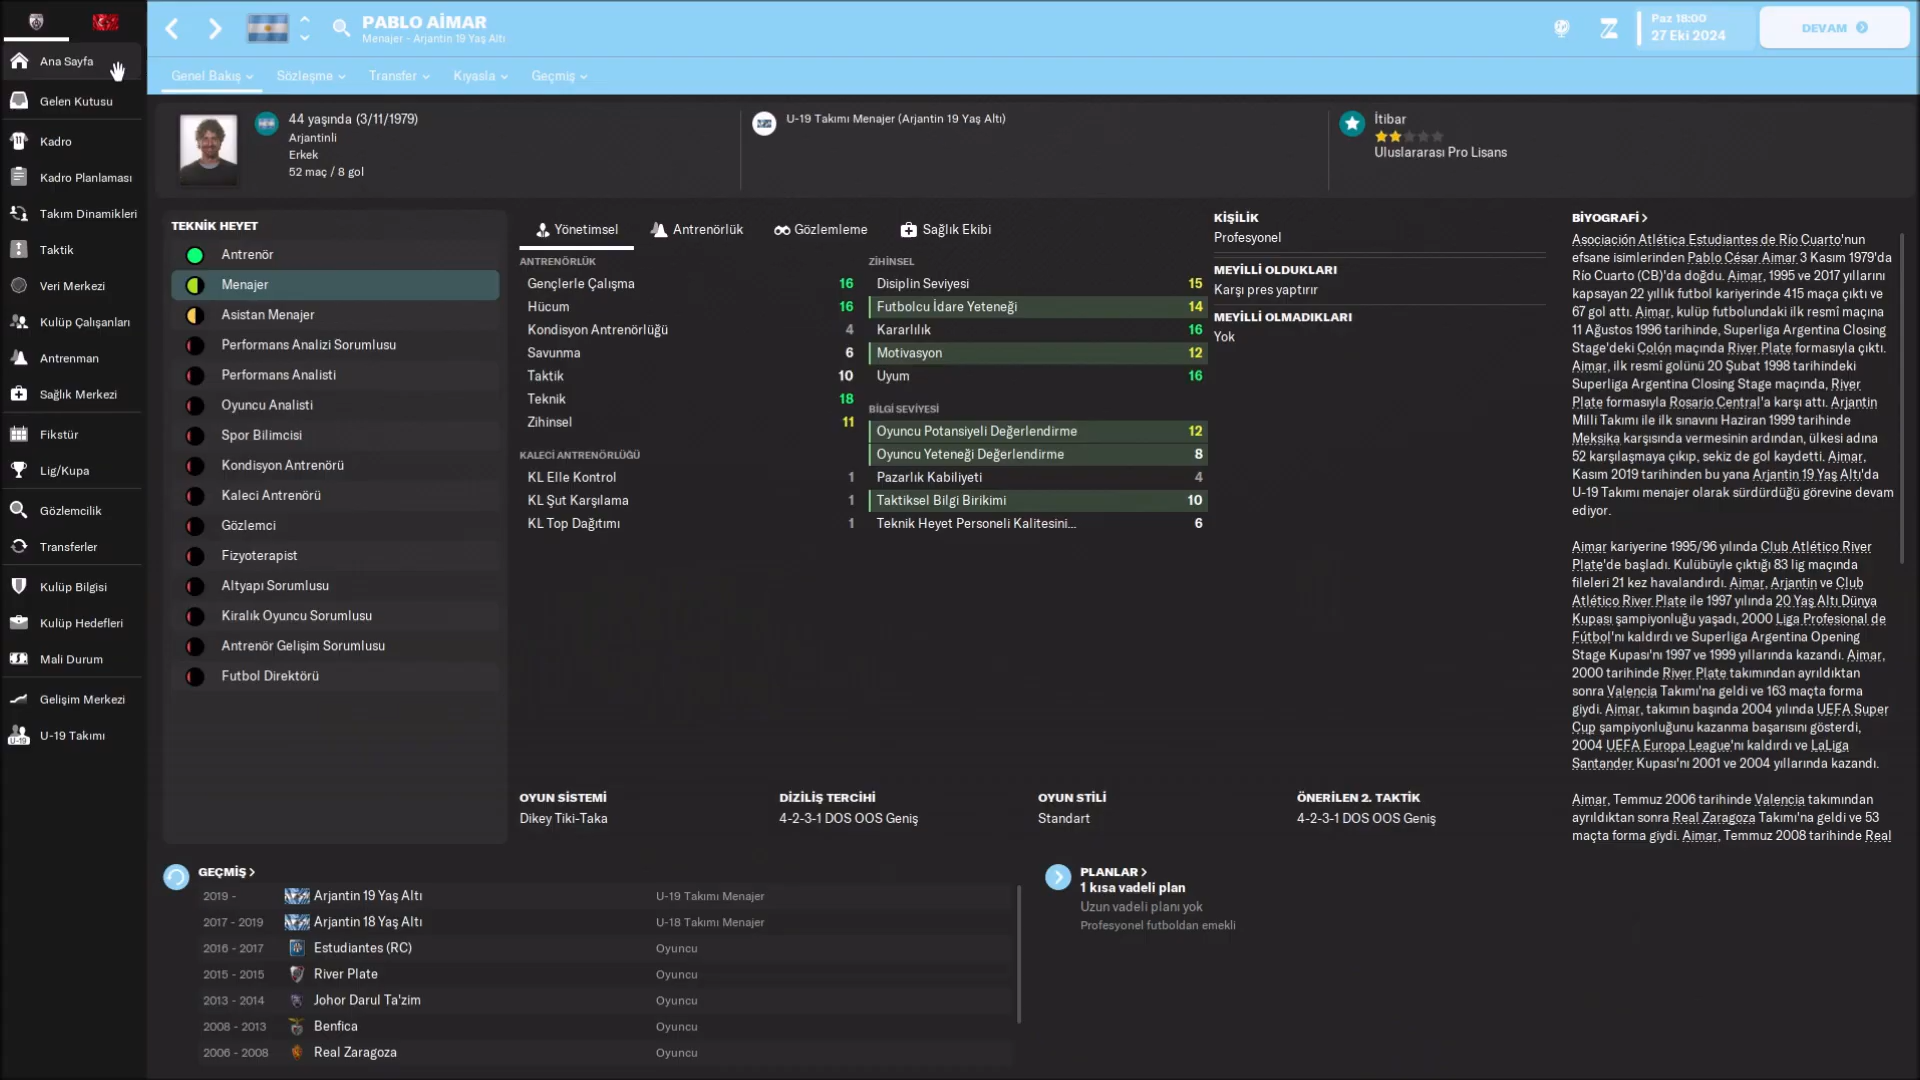 PABLO AİMAR
Menajer - Arjantin 19 Yaş Altı
Paz 18:00
27 Eki 2024
DEVAM
Genel Bakış
Sözleşme
Transfer
Kıyasla
Geçmiş
Ana Sayfa
Gelen Kutusu
Kadro
Kadro Planlaması
Takım Dinamikleri
Taktik
Veri Merkezi
Kulüp Çalışanları
Antrenman
Sağlık Merkezi
Fikstür
Lig/Kupa
Gözlemcilik
Transferler
Kulüp Bilgisi
Kulüp Hedefleri
Mali Durum
Gelişim Merkezi
U-19 Takımı
44 yaşında (3/11/1979)
Arjantinli
Erkek
52 maç / 8 gol
U-19 Takımı Menajer (Arjantin 19 Yaş Altı)
İtibar
Uluslararası Pro Lisans
TEKNİK HEYET
Antrenör
Menajer
Asistan Menajer
Performans Analizi Sorumlusu
Performans Analisti
Oyuncu Analisti
Spor Bilimcisi
Kondisyon Antrenörü
Kaleci Antrenörü
Gözlemci
Fizyoterapist
Altyapı Sorumlusu
Kiralık Oyuncu Sorumlusu
Antrenör Gelişim Sorumlusu
Futbol Direktörü
Yönetimsel
Antrenörlük
Gözlemleme
Sağlık Ekibi
ANTRENÖRLÜK
Gençlerle Çalışma 16
Hücum 16
Kondisyon Antrenörlüğü 4
Savunma 6
Taktik 10
Teknik 18
Zihinsel 11
KALECİ ANTRENÖRLÜĞÜ
KL Elle Kontrol 1
KL Şut Karşılama 1
KL Top Dağıtımı 1
ZİHİNSEL
Disiplin Seviyesi 15
Futbolcu İdare Yeteneği 14
Kararlılık 16
Motivasyon 12
Uyum 16
BİLGİ SEVİYESİ
Oyuncu Potansiyeli Değerlendirme 12
Oyuncu Yeteneği Değerlendirme 8
Pazarlık Kabiliyeti 4
Taktiksel Bilgi Birikimi 10
Teknik Heyet Personeli Kalitesini... 6
KİŞİLİK
Profesyonel
MEYİLLİ OLDUKLARI
Karşı pres yaptırır
MEYİLLİ OLMADIKLARI
Yok
BİYOGRAFİ
Asociación Atlética Estudiantes de Río Cuarto'nun
efsane isimlerinden Pablo César Aimar 3 Kasım 1979'da
Río Cuarto (CB)'da doğdu. Aimar, 1995 ve 2017 yıllarını
kapsayan 22 yıllık futbol kariyerinde 415 maça çıktı ve
67 gol attı. Aimar, kulüp futbolundaki ilk resmî maçına
11 Ağustos 1996 tarihinde, Superliga Argentina Closing
Stage'deki Colón maçında River Plate formasıyla çıktı.
Aimar, ilk resmî golünü 20 Şubat 1998 tarihindeki
Superliga Argentina Closing Stage maçında, River
Plate formasıyla Rosario Central'a karşı attı. Arjantin
Milli Takımı ile ilk sınavını Haziran 1999 tarihinde
Meksika karşısında vermesinin ardından, ülkesi adına
52 karşılaşmaya çıkıp, sekiz de gol kaydetti. Aimar,
Kasım 2019 tarihinden bu yana Arjantin 19 Yaş Altı'da
U-19 Takımı menajer olarak sürdürdüğü görevine devam
ediyor.
Aimar kariyerine 1995/96 yılında Club Atlético River
Plate'de başladı. Kulübüyle çıktığı 83 lig maçında
fileleri 21 kez havalandırdı. Aimar, Arjantin ve Club
Atlético River Plate ile 1997 yılında 20 Yaş Altı Dünya
Kupası şampiyonluğu yaşadı, 2000 Liga Profesional de
Fútbol'nı kaldırdı ve Superliga Argentina Opening
Stage Kupası'nı 1997 ve 1999 yıllarında kazandı. Aimar,
2000 tarihinde River Plate takımından ayrıldıktan
sonra Valencia Takımı'na geldi ve 163 maçta forma
giydi. Aimar, takımın başında 2004 yılında UEFA Super
Cup şampiyonluğunu kazanma başarısını gösterdi,
2004 UEFA Europa League'nı kaldırdı ve LaLiga
Santander Kupası'nı 2001 ve 2004 yıllarında kazandı.
Aimar, Temmuz 2006 tarihinde Valencia takımından
ayrıldıktan sonra Real Zaragoza Takımı'na geldi ve 53
maçta forma giydi. Aimar, Temmuz 2008 tarihinde Real
OYUN SİSTEMİ
Dikey Tiki-Taka
DİZİLİŞ TERCİHİ
4-2-3-1 DOS OOS Geniş
OYUN STİLİ
Standart
ÖNERİLEN 2. TAKTİK
4-2-3-1 DOS OOS Geniş
GEÇMİŞ
2019 - Arjantin 19 Yaş Altı U-19 Takımı Menajer
2017 - 2019 Arjantin 18 Yaş Altı U-18 Takımı Menajer
2016 - 2017 Estudiantes (RC) Oyuncu
2015 - 2015 River Plate Oyuncu
2013 - 2014 Johor Darul Ta'zim Oyuncu
2008 - 2013 Benfica Oyuncu
2006 - 2008 Real Zaragoza Oyuncu
PLANLAR
1 kısa vadeli plan
Uzun vadeli planı yok
Profesyonel futboldan emekli